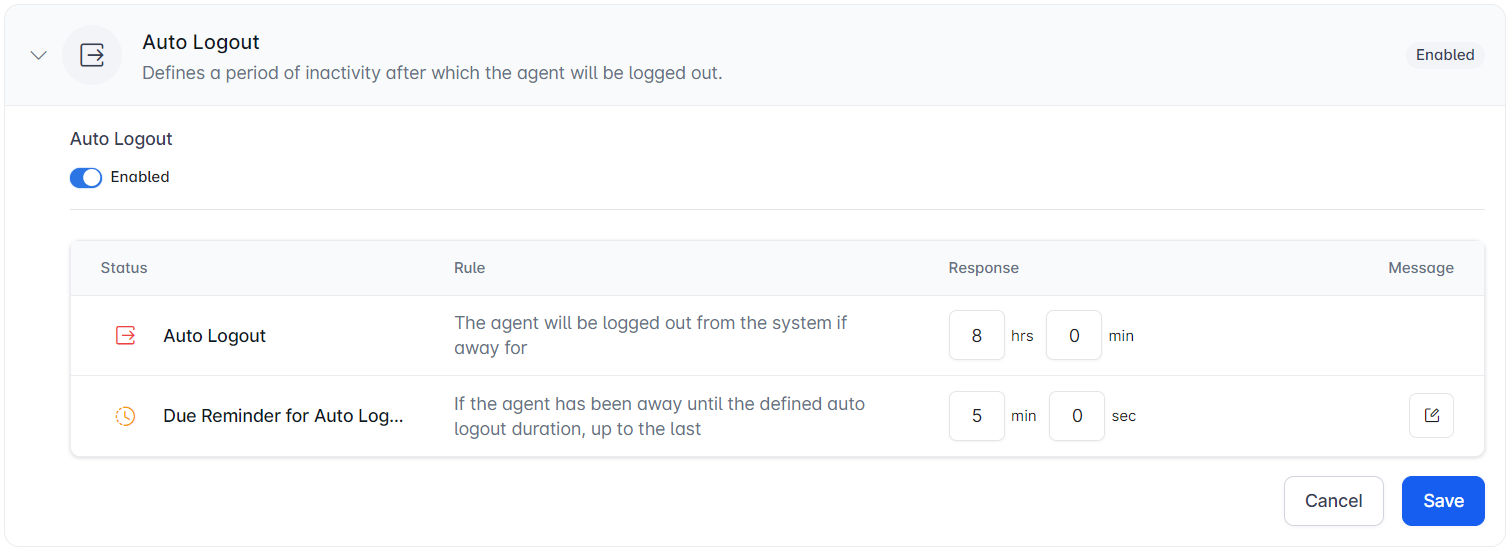 Auto Logout
Defines a period of inactivity after which the agent will be logged out.
Enabled
Auto Logout
Enabled
Status Rule Response Message
Auto Logout
The agent will be logged out from the system if
away for
8 hrs 0 min
Due Reminder for Auto Log...
If the agent has been away until the defined auto
logout duration, up to the last
5 min 0 sec
Cancel Save